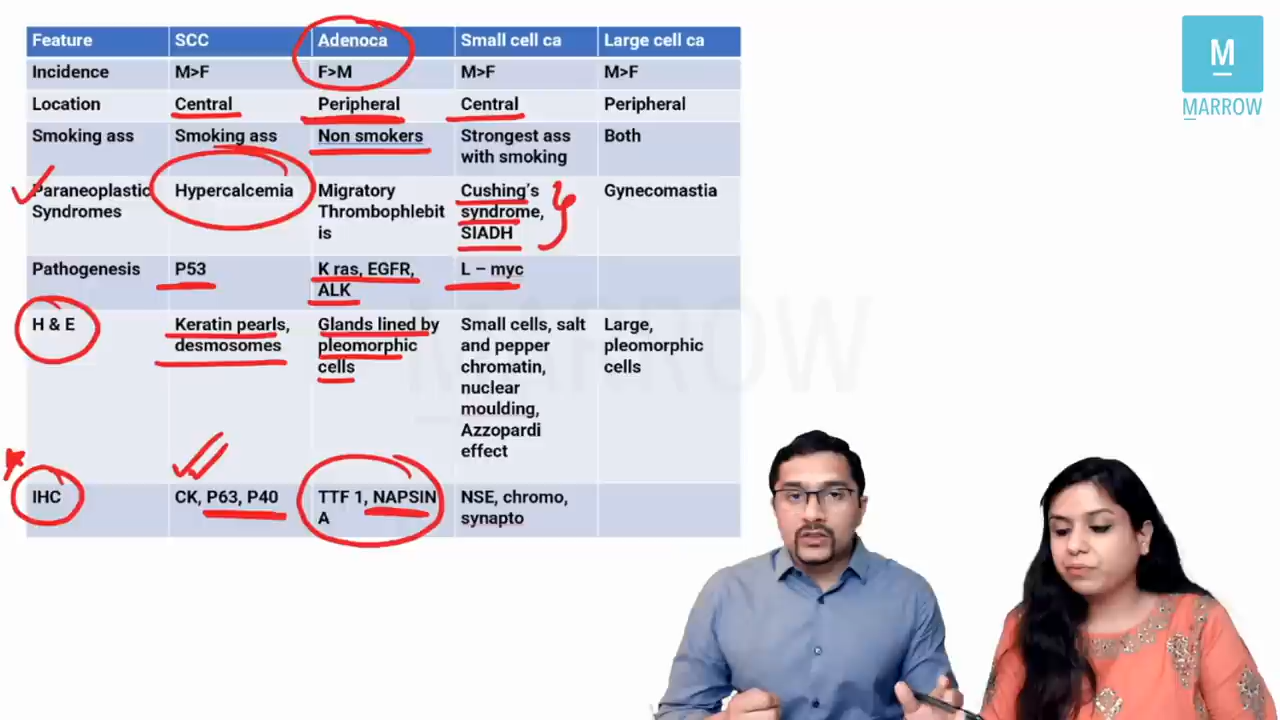 Feature SCC Adenoca Small cell ca Large cell ca
Incidence M>F F>M M>F M>F
Location Central Peripheral Central Peripheral
Smoking ass Smoking ass Non smokers Strongest ass Both
with smoking
Paraneoplastic Hypercalcemia Migratory Cushing's Gynecomastia
Syndromes Thrombophlebit syndrome,
is SIADH
Pathogenesis P53 K ras, EGFR, L – myc
ALK
H & E Keratin pearls, Glands lined by Small cells, salt Large,
desmosomes pleomorphic and pepper pleomorphic
cells chromatin, cells
nuclear
moulding,
Azzopardi
effect
IHC CK, P63, P40 TTF 1, NAPSIN NSE, chromo,
A synapto
M
MARROW
MARROW